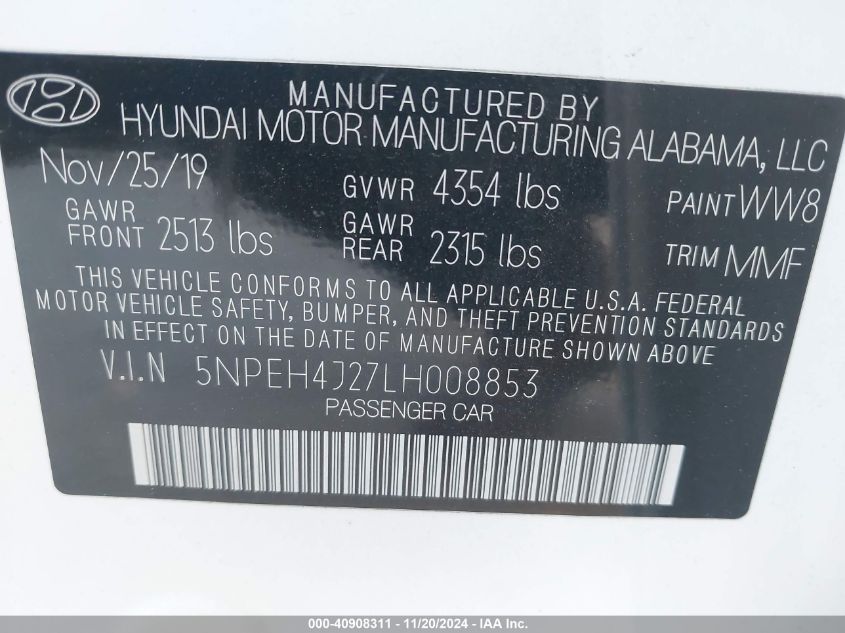 MANUFACTURED BY
HYUNDAI MOTOR MANUFACTURING ALABAMA, LLC
Nov/25/19 GVWR 4354 lbs PAINT WW8
GAWR FRONT 2513 lbs GAWR REAR 2315 lbs TRIM MMF
THIS VEHICLE CONFORMS TO ALL APPLICABLE U.S.A. FEDERAL
MOTOR VEHICLE SAFETY, BUMPER, AND THEFT PREVENTION STANDARDS
IN EFFECT ON THE DATE OF MANUFACTURE SHOWN ABOVE
V.I.N 5NPEH4J27LH008853
PASSENGER CAR
000-40908311 - 11/20/2024 - IAA Inc.